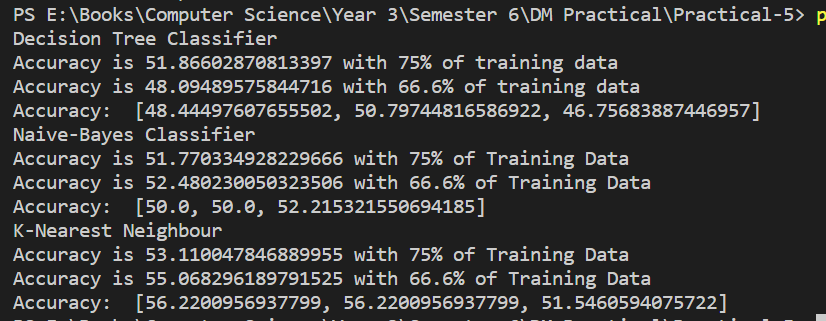 PS E:\Books\Computer Science\Year 3\Semester 6\DM Practical\Practical-5> p
Decision Tree Classifier
Accuracy is 51.86602870813397 with 75% of training data
Accuracy is 48.09489575844716 with 66.6% of training data
Accuracy:  [48.44497607655502, 50.79744816586922, 46.75683887446957]
Naive-Bayes Classifier
Accuracy is 51.770334928229666 with 75% of Training Data
Accuracy is 52.480230050323506 with 66.6% of Training Data
Accuracy:  [50.0, 50.0, 52.215321550694185]
K-Nearest Neighbour
Accuracy is 53.110047846889955 with 75% of Training Data
Accuracy is 55.068296189791525 with 66.6% of Training Data
Accuracy:  [56.2200956937799, 56.2200956937799, 51.5460594075722]